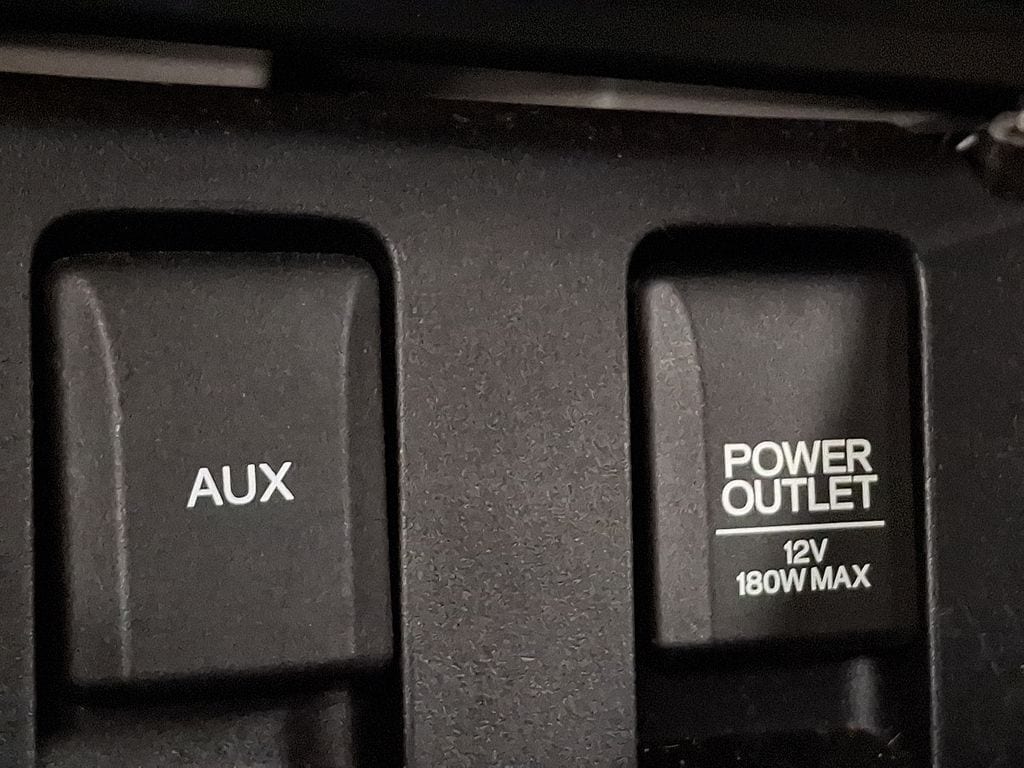 AUX
POWER
OUTLET
12V
180W MAX